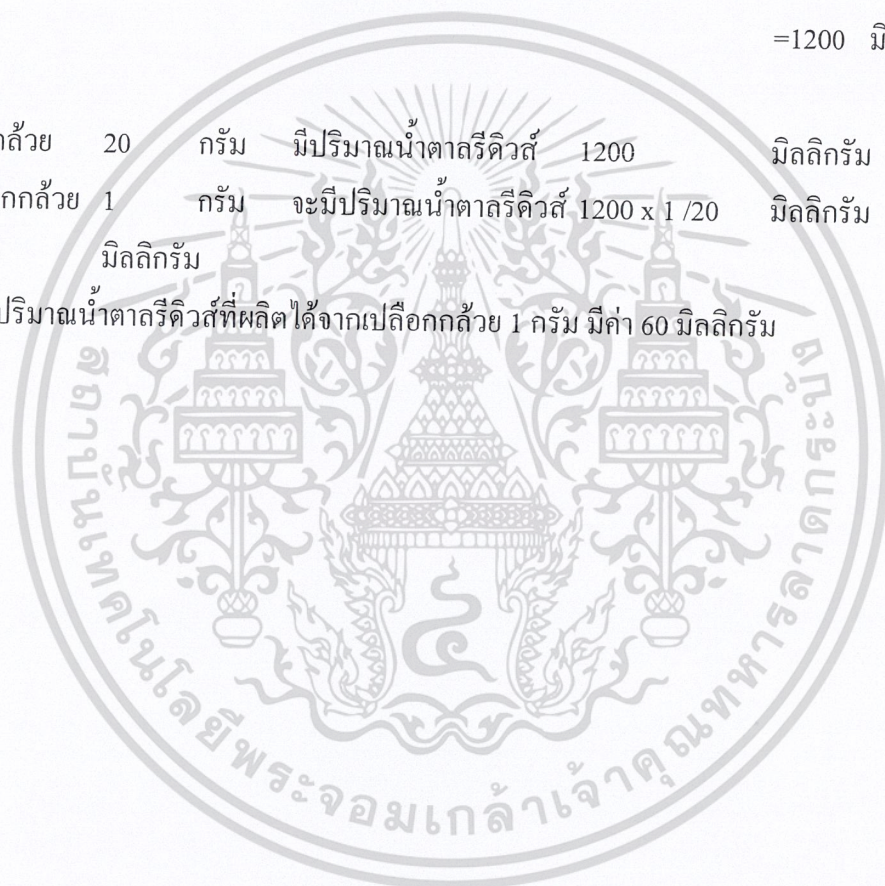 =1200 มิ
กล้วย 20 กรัม มีปริมาณน้ำตาลรีดิวส์ 1200 มิลลิกรัม
กกล้วย 1 กรัม จะมีปริมาณน้ำตาลรีดิวส์ 1200 x 1 /20 มิลลิกรัม
มิลลิกรัม
ปริมาณน้ำตาลรีดิวส์ที่ผลิตได้จากเปลือกกล้วย 1 กรัม มีค่า 60 มิลลิกรัม
สถาบันเทคโนโลยีพระจอมเกล้าเจ้าคุณทหารลาดกระบัง